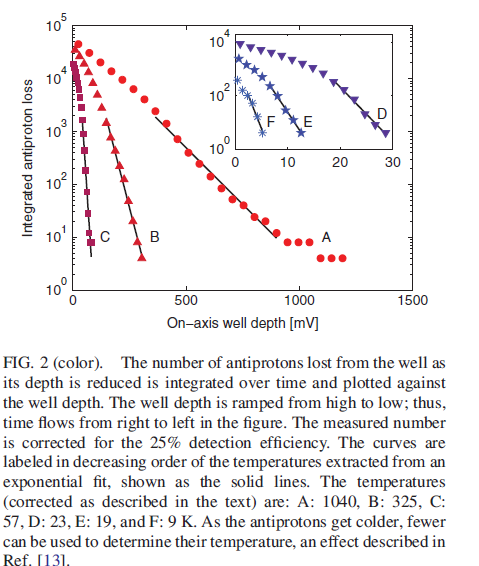 10^5
10^4
10^3
10^2
10^1
10^0
Integrated antiproton loss
0
500
1000
1500
On–axis well depth [mV]
A
B
C
10^4
10^2
10^0
0
10
20
30
D
E
F
FIG. 2 (color). The number of antiprotons lost from the well as
its depth is reduced is integrated over time and plotted against
the well depth. The well depth is ramped from high to low; thus,
time flows from right to left in the figure. The measured number
is corrected for the 25% detection efficiency. The curves are
labeled in decreasing order of the temperatures extracted from an
exponential fit, shown as the solid lines. The temperatures
(corrected as described in the text) are: A: 1040, B: 325, C:
57, D: 23, E: 19, and F: 9 K. As the antiprotons get colder, fewer
can be used to determine their temperature, an effect described in
Ref. [13].